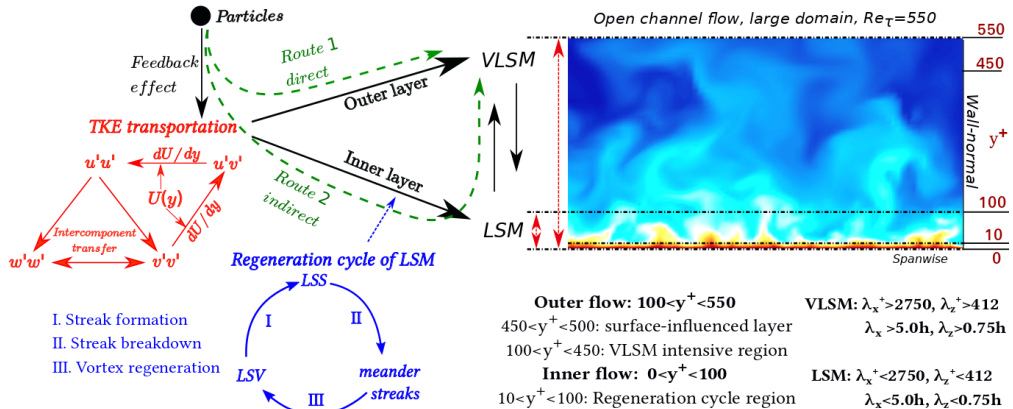 Particles
Open channel flow, large domain, Reτ=550
Route 1
direct
Feedback
effect
VLSM
Outer layer
TKE transportation
u'u'
dU/dy
u'v'
U(y)
dU/dy
Intercomponent
transfer
w'w'
v'v'
Inner layer
Route 2
indirect
LSM
550
450
Wall-normal
y+
100
10
0
Spanwise
Regeneration cycle of LSM
LSS
I
II
LSV
meander
streaks
III
I. Streak formation
II. Streak breakdown
III. Vortex regeneration
Outer flow: 100<y+<550
450<y+<500: surface-influenced layer
100<y+<450: VLSM intensive region
Inner flow: 0<y+<100
10<y+<100: Regeneration cycle region
VLSM: λx+>2750, λz+>412
λx >5.0h, λz>0.75h
LSM: λx+<2750, λz+<412
λx<5.0h, λz<0.75h